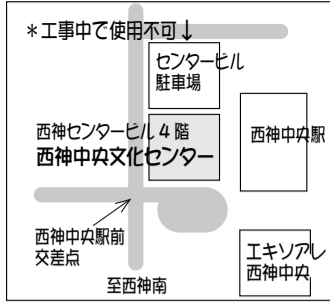 ＊工事中で使用不可↓
センタービル
駐車場
西神センタービル４階
西神中央文化センター
西神中央駅
西神中央駅前
交差点
エキソアレ
西神中央
至西神南